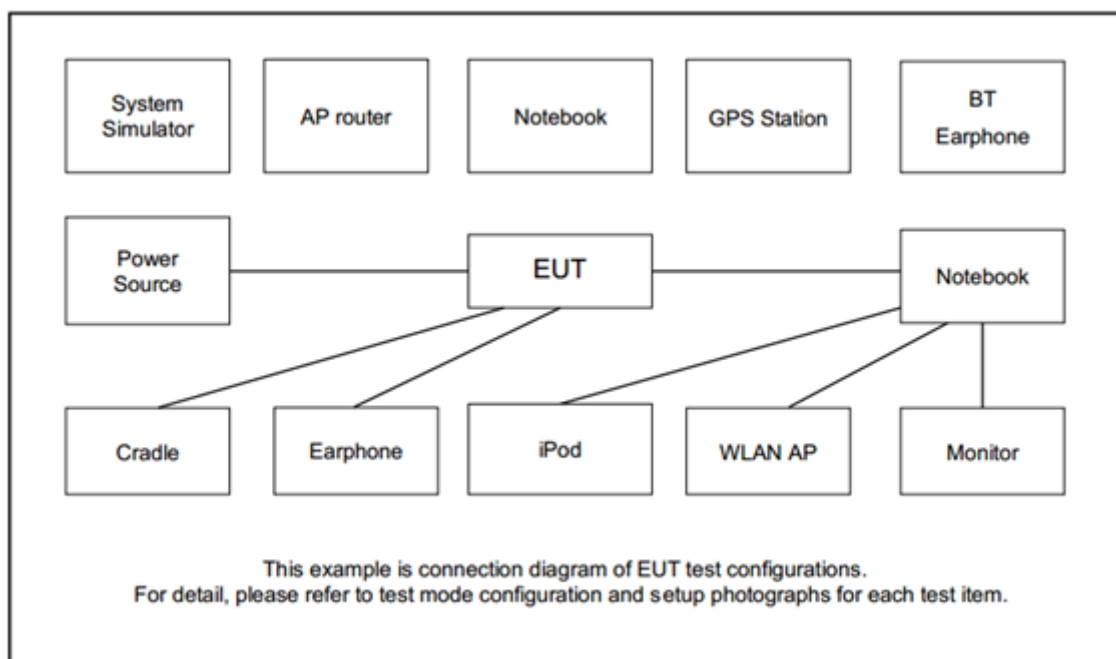 System
Simulator
AP router
Notebook
GPS Station
BT
Earphone
Power
Source
EUT
Notebook
Cradle
Earphone
iPod
WLAN AP
Monitor
This example is connection diagram of EUT test configurations.
For detail, please refer to test mode configuration and setup photographs for each test item.